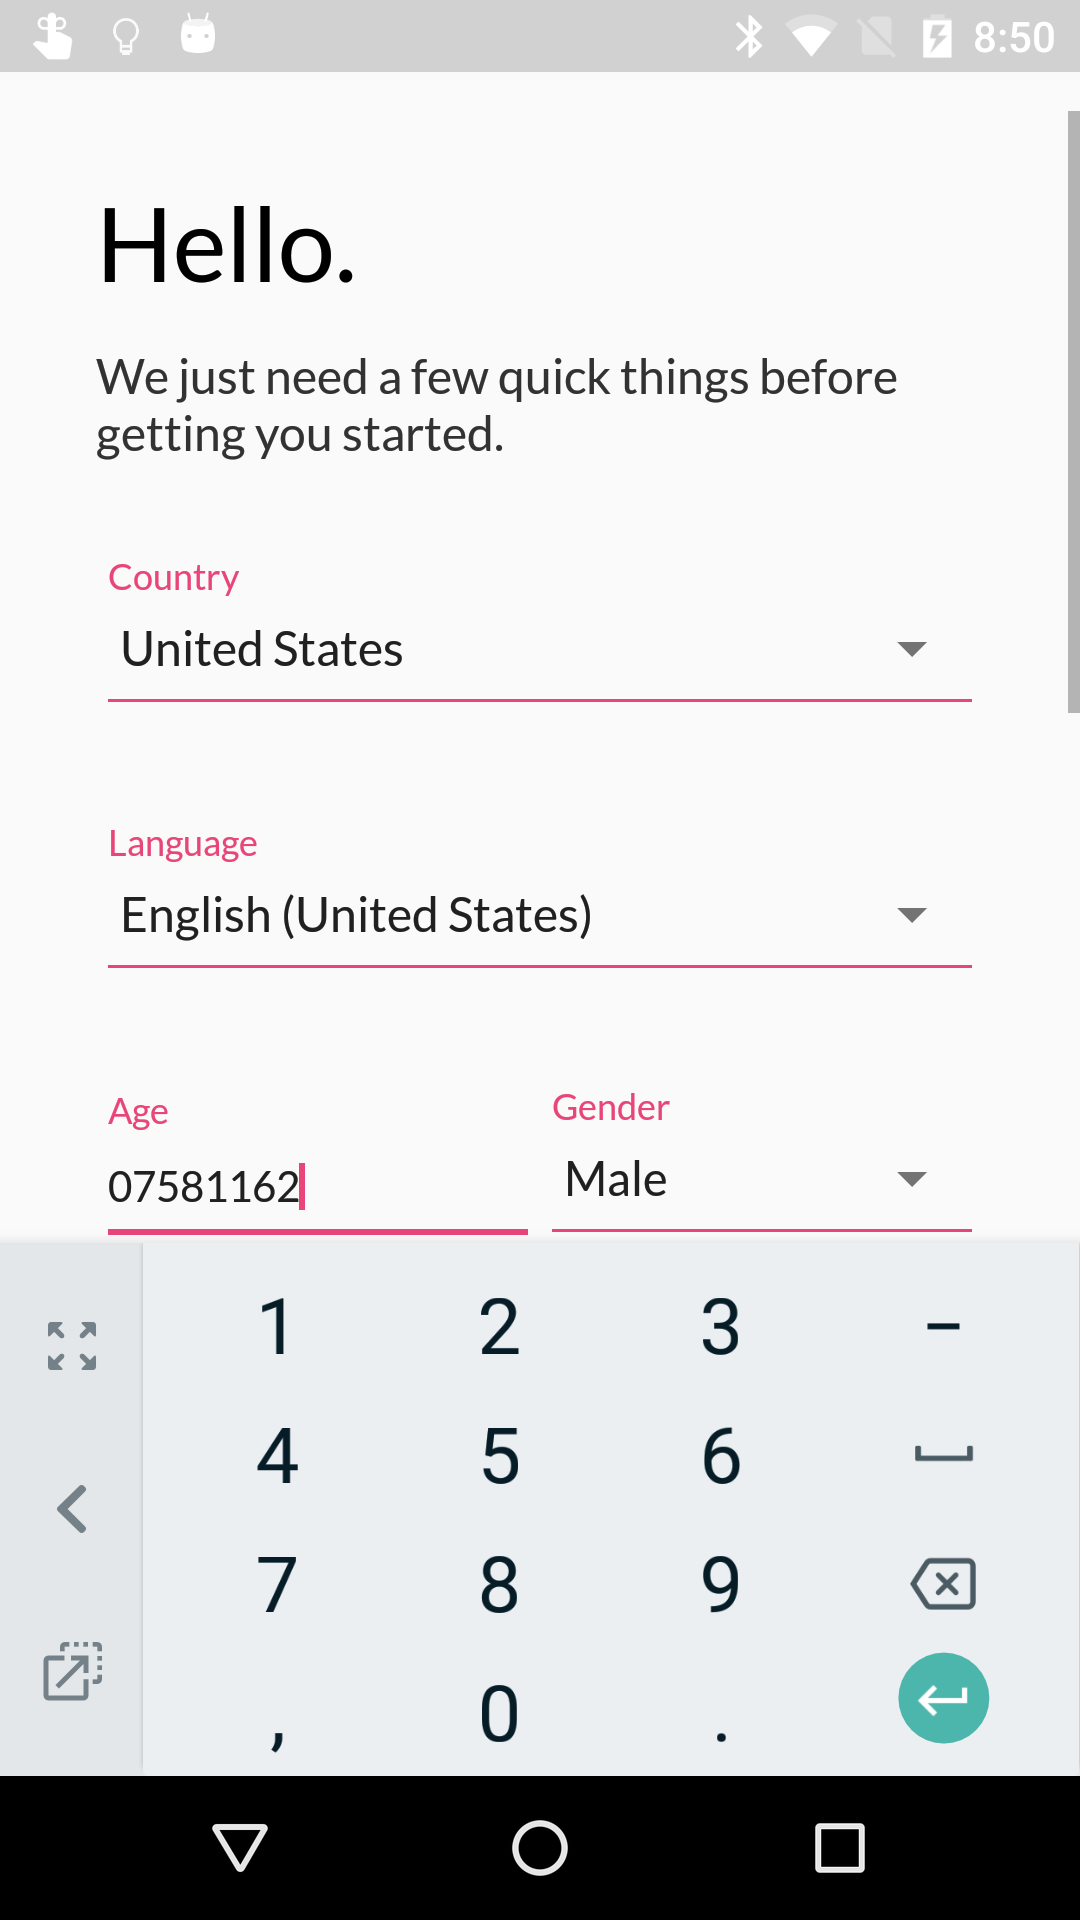 8:50
Hello.
We just need a few quick things before
getting you started.
Country
United States
Language
English (United States)
Age
Gender
07581162
Male
1 2 3 –
4 5 6
7 8 9
, 0 .